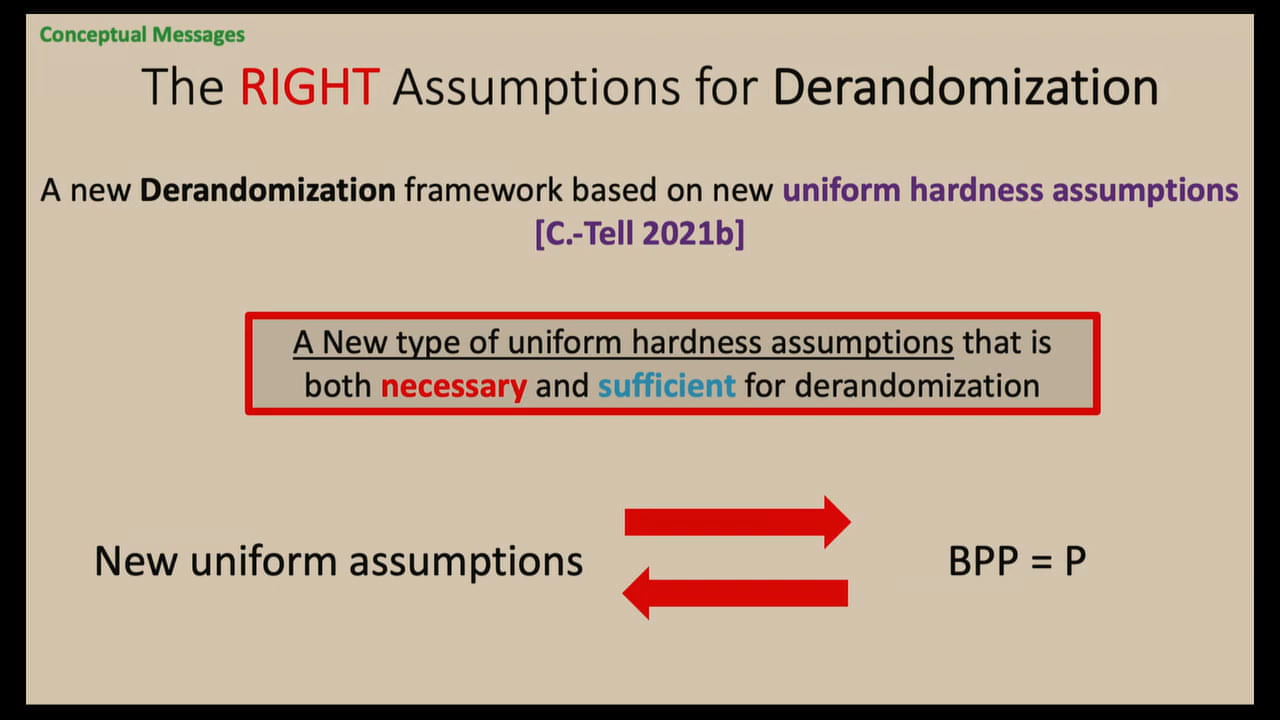 Conceptual Messages
The RIGHT Assumptions for Derandomization
A new Derandomization framework based on new uniform hardness assumptions
[C.-Tell 2021b]
A New type of uniform hardness assumptions that is
both necessary and sufficient for derandomization
New uniform assumptions
BPP = P